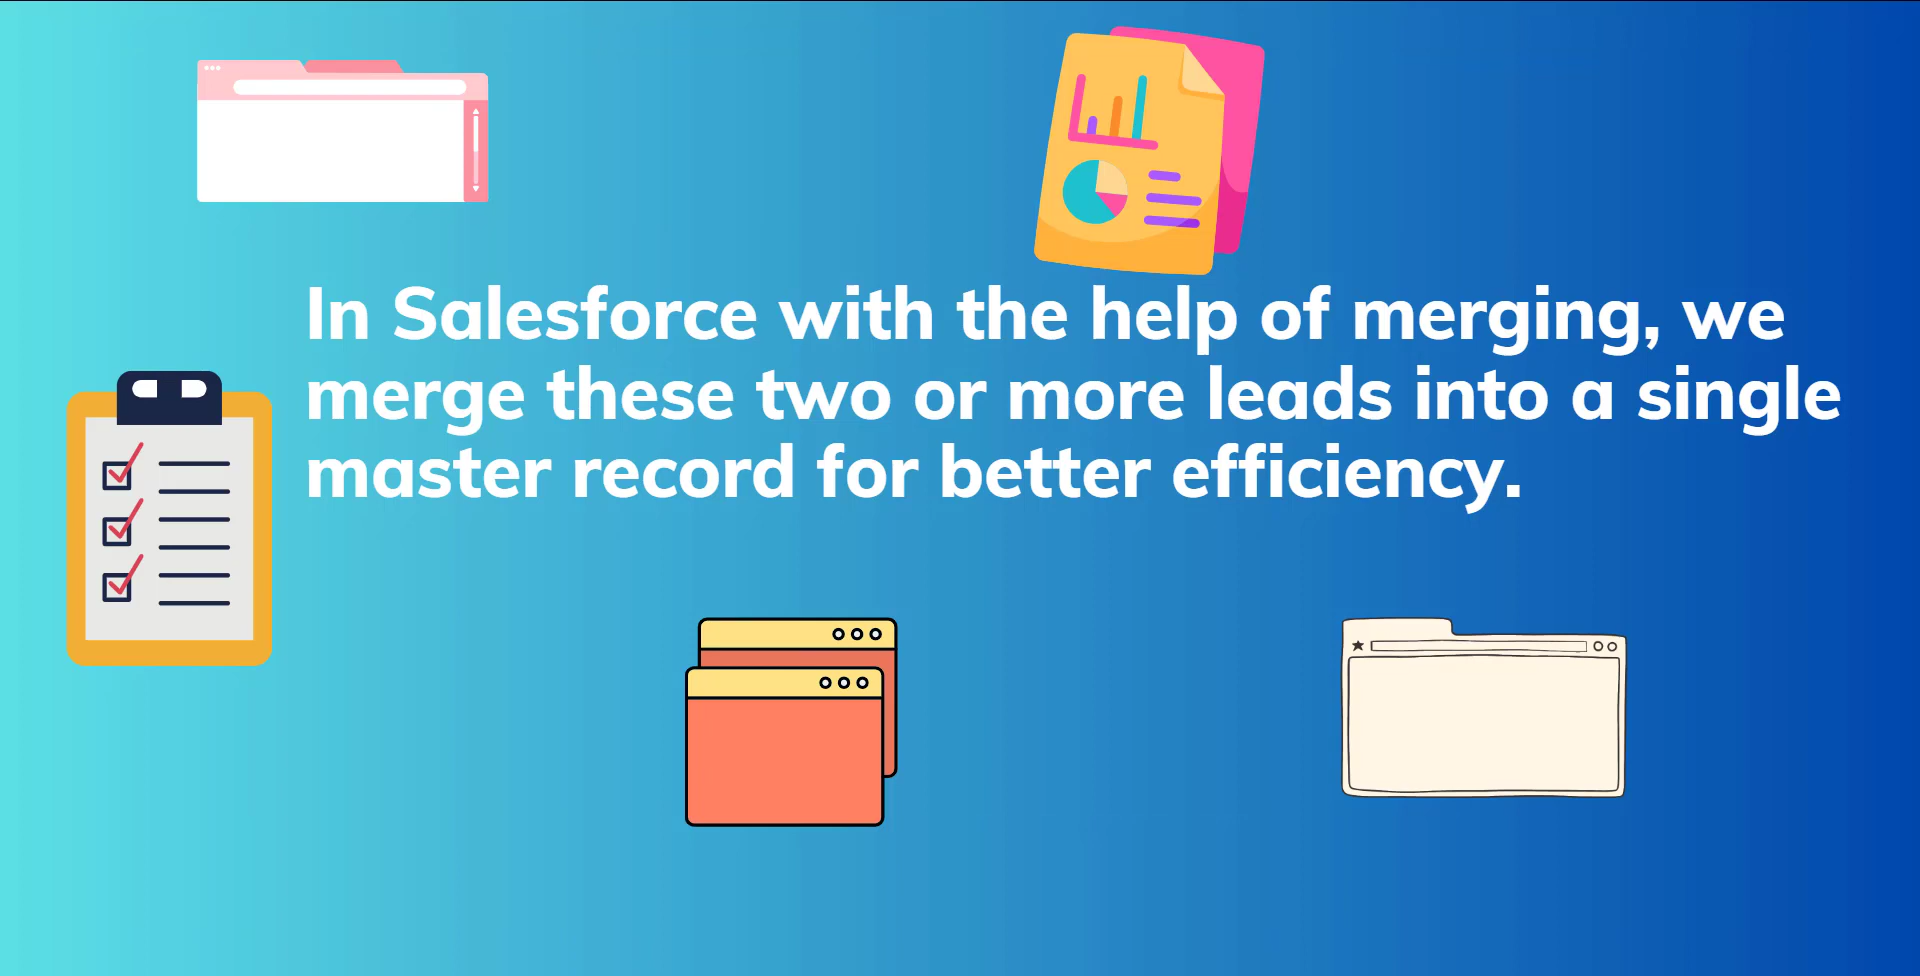 In Salesforce with the help of merging, we
merge these two or more leads into a single
master record for better efficiency.